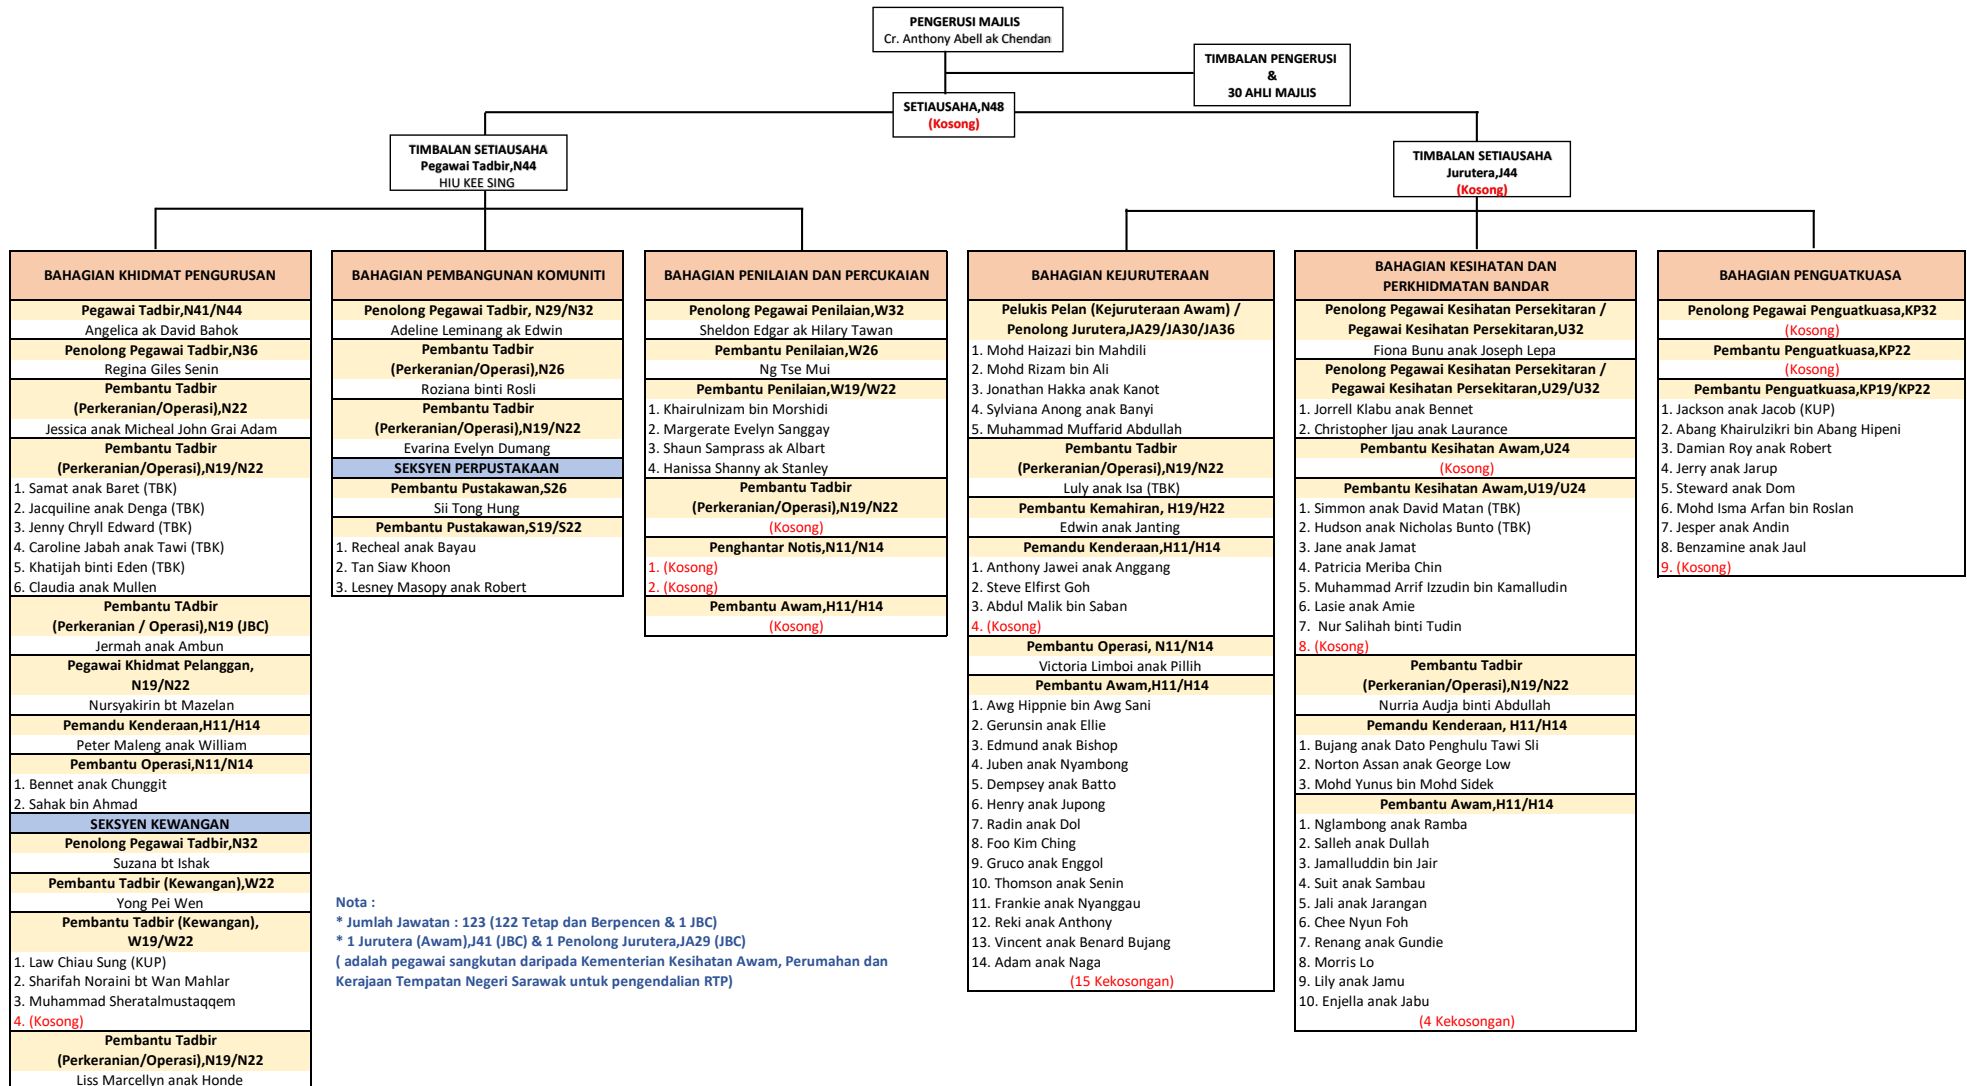 PENGERUSI MAJLIS
Cr. Anthony Abell ak Chendan
TIMBALAN PENGERUSI
&
30 AHLI MAJLIS
SETIAUSAHA,N48
(Kosong)
TIMBALAN SETIAUSAHA
Pegawai Tadbir,N44
HIU KEE SING
TIMBALAN SETIAUSAHA
Jurutera,J44
(Kosong)
BAHAGIAN KHIDMAT PENGURUSAN
Pegawai Tadbir,N41/N44
Angelica ak David Bahok
Penolong Pegawai Tadbir,N36
Regina Giles Senin
Pembantu Tadbir
(Perkeranian/Operasi),N22
Jessica anak Micheal John Grai Adam
Pembantu Tadbir
(Perkeranian/Operasi),N19/N22
1. Samat anak Baret (TBK)
2. Jacquiline anak Denga (TBK)
3. Jenny Chryll Edward (TBK)
4. Caroline Jabah anak Tawi (TBK)
5. Khatijah binti Eden (TBK)
6. Claudia anak Mullen
Pembantu TAdbir
(Perkeranian / Operasi),N19 (JBC)
Jermah anak Ambun
Pegawai Khidmat Pelanggan,
N19/N22
Nursyakirin bt Mazelan
Pemandu Kenderaan,H11/H14
Peter Maleng anak William
Pembantu Operasi,N11/N14
1. Bennet anak Chunggit
2. Sahak bin Ahmad
SEKSYEN KEWANGAN
Penolong Pegawai Tadbir,N32
Suzana bt Ishak
Pembantu Tadbir (Kewangan),W22
Yong Pei Wen
Pembantu Tadbir (Kewangan),
W19/W22
1. Law Chiau Sung (KUP)
2. Sharifah Noraini bt Wan Mahlar
3. Muhammad Sheratalmustaqqem
4. (Kosong)
Pembantu Tadbir
(Perkeranian/Operasi),N19/N22
Liss Marcellyn anak Honde
BAHAGIAN PEMBANGUNAN KOMUNITI
Penolong Pegawai Tadbir, N29/N32
Adeline Leminang ak Edwin
Pembantu Tadbir
(Perkeranian/Operasi),N26
Roziana binti Rosli
Pembantu Tadbir
(Perkeranian/Operasi),N19/N22
Evarina Evelyn Dumang
SEKSYEN PERPUSTAKAAN
Pembantu Pustakawan,S26
Sii Tong Hung
Pembantu Pustakawan,S19/S22
1. Recheal anak Bayau
2. Tan Siaw Khoon
3. Lesney Masopy anak Robert
BAHAGIAN PENILAIAN DAN PERCUKAIAN
Penolong Pegawai Penilaian,W32
Sheldon Edgar ak Hilary Tawan
Pembantu Penilaian,W26
Ng Tse Mui
Pembantu Penilaian,W19/W22
1. Khairulnizam bin Morshidi
2. Margerate Evelyn Sanggay
3. Shaun Samprass ak Albart
4. Hanissa Shanny ak Stanley
Pembantu Tadbir
(Perkeranian/Operasi),N19/N22
(Kosong)
Penghantar Notis,N11/N14
1. (Kosong)
2. (Kosong)
Pembantu Awam,H11/H14
(Kosong)
BAHAGIAN KEJURUTERAAN
Pelukis Pelan (Kejuruteraan Awam) /
Penolong Jurutera,JA29/JA30/JA36
1. Mohd Haizazi bin Mahdili
2. Mohd Rizam bin Ali
3. Jonathan Hakka anak Kanot
4. Sylviana Anong anak Banyi
5. Muhammad Muffarid Abdullah
Pembantu Tadbir
(Perkeranian/Operasi),N19/N22
Luly anak Isa (TBK)
Pembantu Kemahiran, H19/H22
Edwin anak Janting
Pemandu Kenderaan,H11/H14
1. Anthony Jawei anak Anggang
2. Steve Elfirst Goh
3. Abdul Malik bin Saban
4. (Kosong)
Pembantu Operasi, N11/N14
Victoria Limboi anak Pillih
Pembantu Awam,H11/H14
1. Awg Hippnie bin Awg Sani
2. Gerunsin anak Ellie
3. Edmund anak Bishop
4. Juben anak Nyambong
5. Dempsey anak Batto
6. Henry anak Jupong
7. Radin anak Dol
8. Foo Kim Ching
9. Gruco anak Enggol
10. Thomson anak Senin
11. Frankie anak Nyanggau
12. Reki anak Anthony
13. Vincent anak Benard Bujang
14. Adam anak Naga
(15 Kekosongan)
BAHAGIAN KESIHATAN DAN
PERKHIDMATAN BANDAR
Penolong Pegawai Kesihatan Persekitaran /
Pegawai Kesihatan Persekitaran,U32
Fiona Bunu anak Joseph Lepa
Penolong Pegawai Kesihatan Persekitaran /
Pegawai Kesihatan Persekitaran,U29/U32
1. Jorrell Klabu anak Bennet
2. Christopher Ijau anak Laurance
Pembantu Kesihatan Awam,U24
(Kosong)
Pembantu Kesihatan Awam,U19/U24
1. Simmon anak David Matan (TBK)
2. Hudson anak Nicholas Bunto (TBK)
3. Jane anak Jamat
4. Patricia Meriba Chin
5. Muhammad Arrif Izzudin bin Kamalludin
6. Lasie anak Amie
7. Nur Salihah binti Tudin
8. (Kosong)
Pembantu Tadbir
(Perkeranian/Operasi),N19/N22
Nurria Audja binti Abdullah
Pemandu Kenderaan, H11/H14
1. Bujang anak Dato Penghulu Tawi Sli
2. Norton Assan anak George Low
3. Mohd Yunus bin Mohd Sidek
Pembantu Awam,H11/H14
1. Nglambong anak Ramba
2. Salleh anak Dullah
3. Jamalluddin bin Jair
4. Suit anak Sambau
5. Jali anak Jarangan
6. Chee Nyun Foh
7. Renang anak Gundie
8. Morris Lo
9. Lily anak Jamu
10. Enjella anak Jabu
(4 Kekosongan)
BAHAGIAN PENGUATKUASA
Penolong Pegawai Penguatkuasa,KP32
(Kosong)
Pembantu Penguatkuasa,KP22
(Kosong)
Pembantu Penguatkuasa,KP19/KP22
1. Jackson anak Jacob (KUP)
2. Abang Khairulzikri bin Abang Hipeni
3. Damian Roy anak Robert
4. Jerry anak Jarup
5. Steward anak Dom
6. Mohd Isma Arfan bin Roslan
7. Jesper anak Andin
8. Benzamine anak Jaul
9. (Kosong)
Nota :
* Jumlah Jawatan : 123 (122 Tetap dan Berpencen & 1 JBC)
* 1 Jurutera (Awam),J41 (JBC) & 1 Penolong Jurutera,JA29 (JBC)
( adalah pegawai sangkutan daripada Kementerian Kesihatan Awam, Perumahan dan
Kerajaan Tempatan Negeri Sarawak untuk pengendalian RTP)